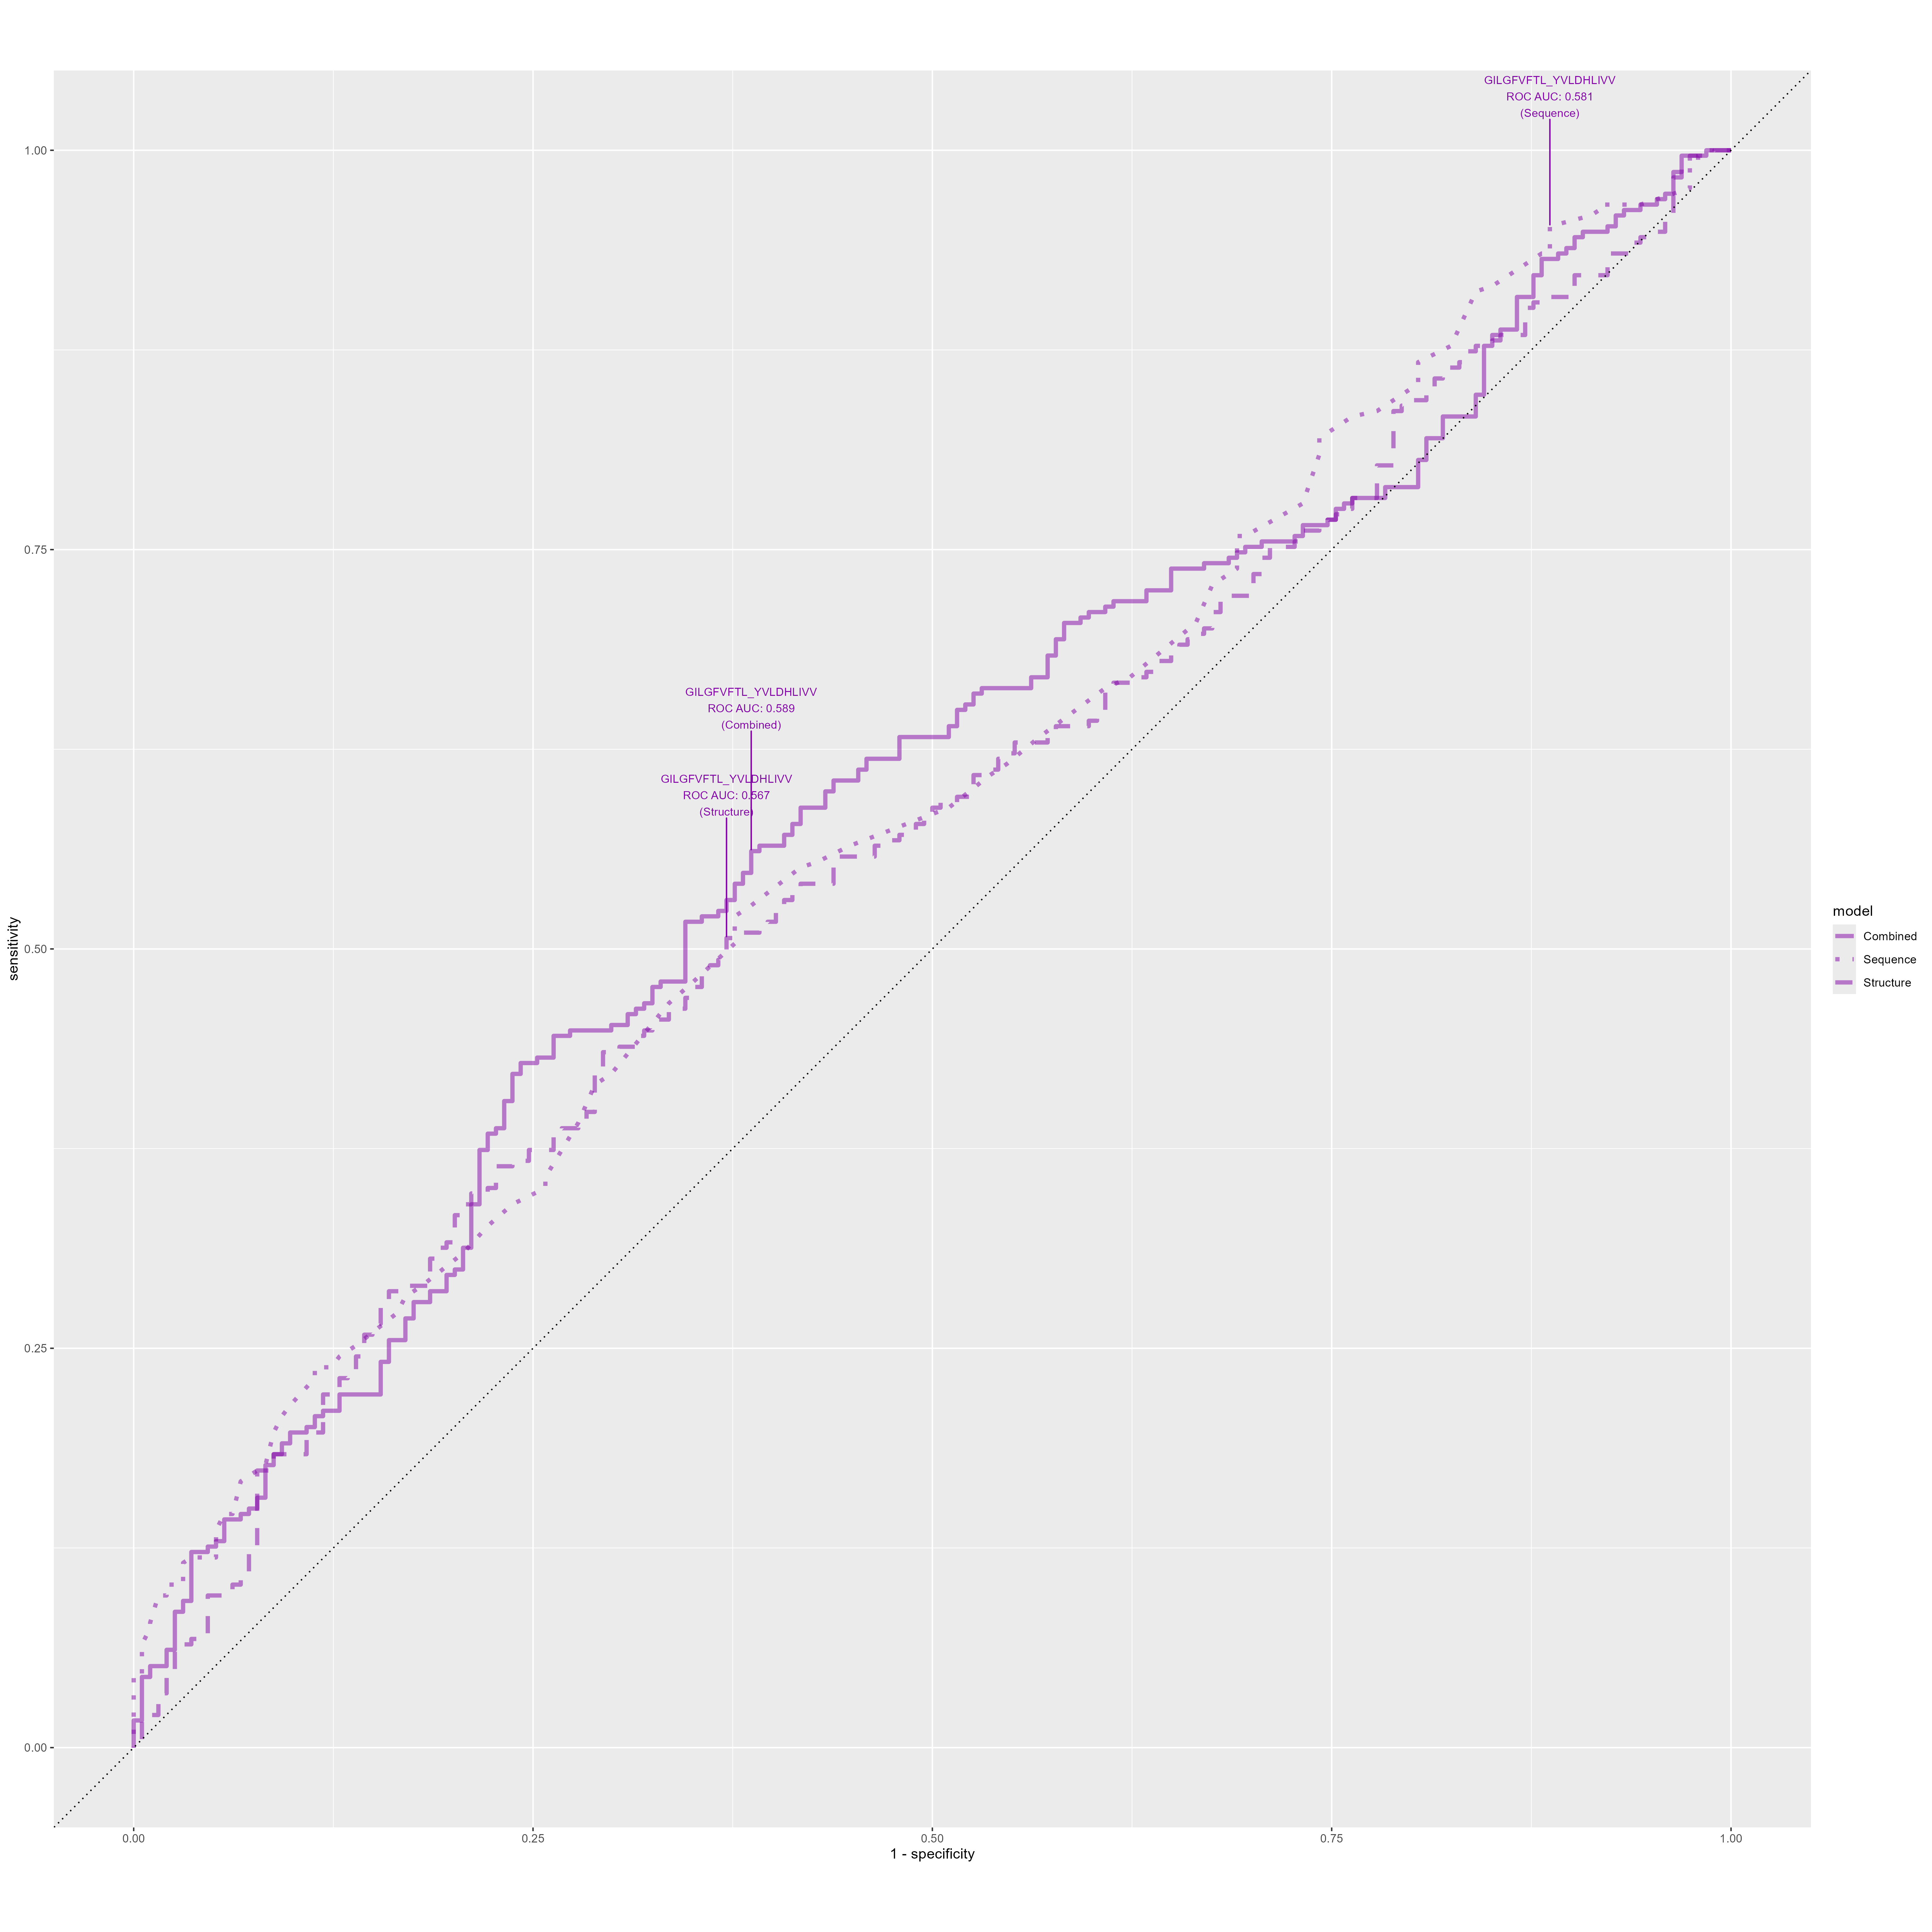 GILGFVFTL_YVLDHLIVV
ROC AUC: 0.581
(Sequence)
1.00
0.75
GILGFVFTL_YVLDHLIVV
ROC AUC: 0.589
(Combined)
GILGFVFTL_YVLDHLIVV
ROC AUC: 0.567
(Structure)
0.50
0.25
0.00
sensitivity
0.00
0.25
0.50
0.75
1.00
1 - specificity
model
Combined
Sequence
Structure